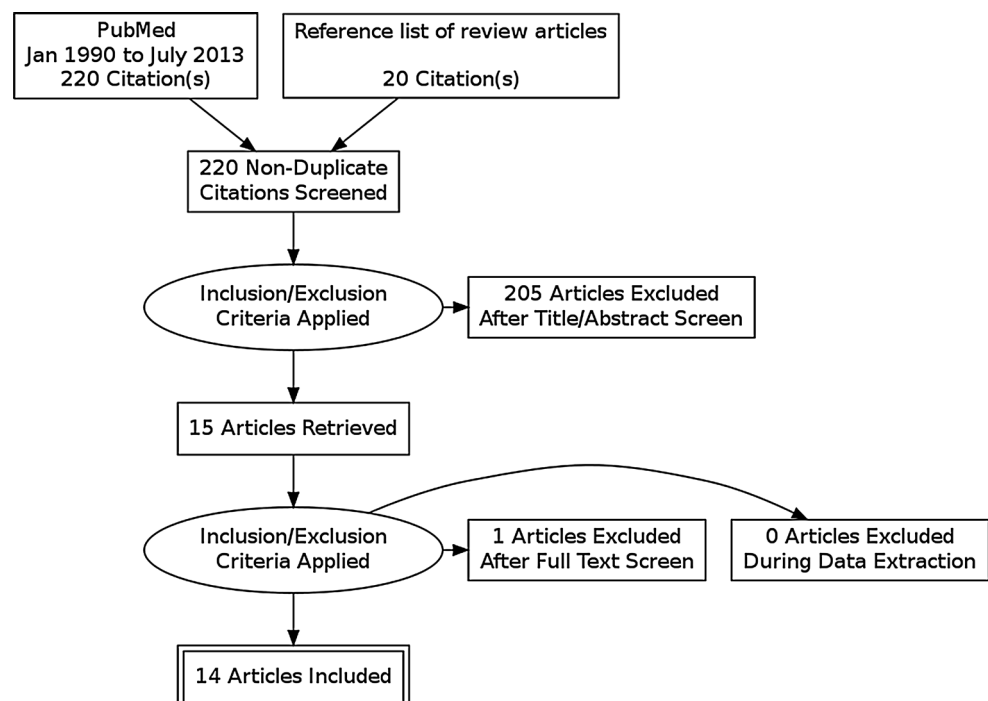 PubMed
Jan 1990 to July 2013
220 Citation(s)
Reference list of review articles
20 Citation(s)
220 Non-Duplicate
Citations Screened
Inclusion/Exclusion
Criteria Applied
205 Articles Excluded
After Title/Abstract Screen
15 Articles Retrieved
Inclusion/Exclusion
Criteria Applied
1 Articles Excluded
After Full Text Screen
0 Articles Excluded
During Data Extraction
14 Articles Included